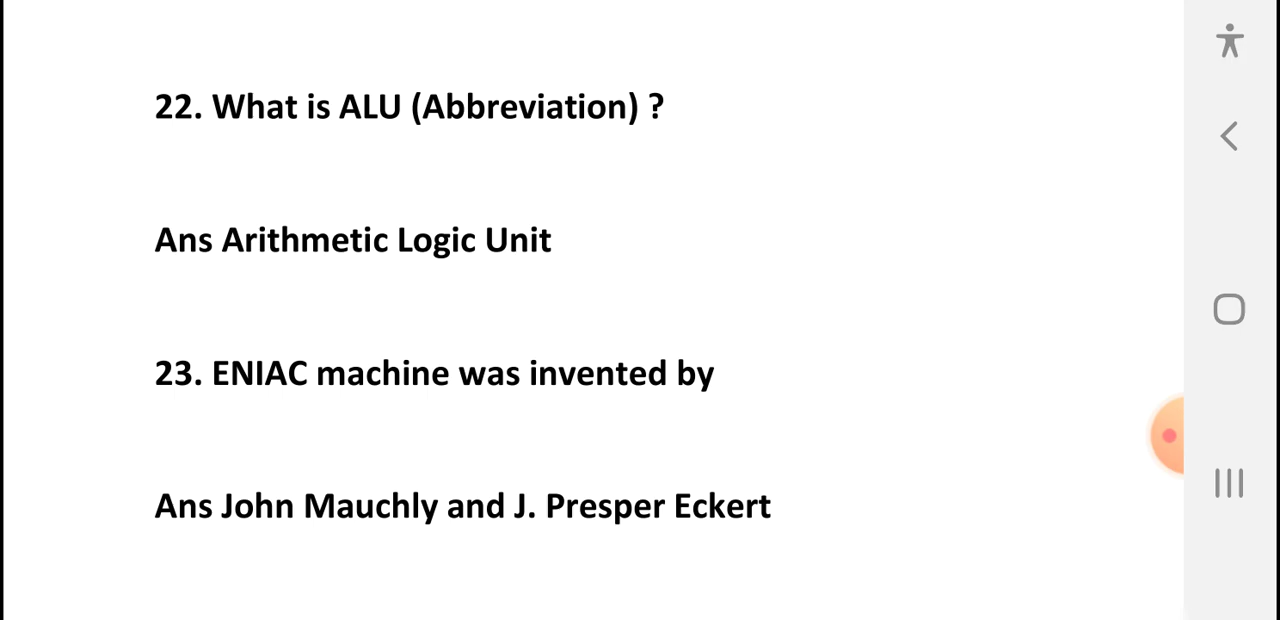 22. What is ALU (Abbreviation) ?
Ans Arithmetic Logic Unit
23. ENIAC machine was invented by
Ans John Mauchly and J. Presper Eckert